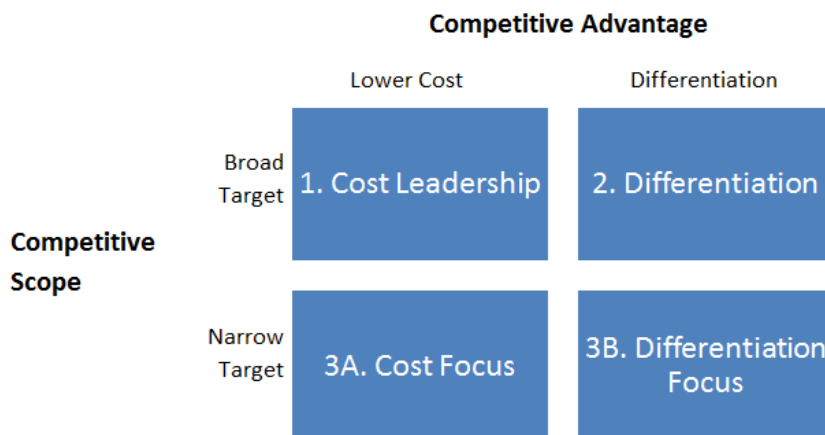 Competitive Advantage
Lower Cost
Differentiation
Broad
Target
1. Cost Leadership
2. Differentiation
Competitive
Scope
Narrow
Target
3A. Cost Focus
3B. Differentiation
Focus